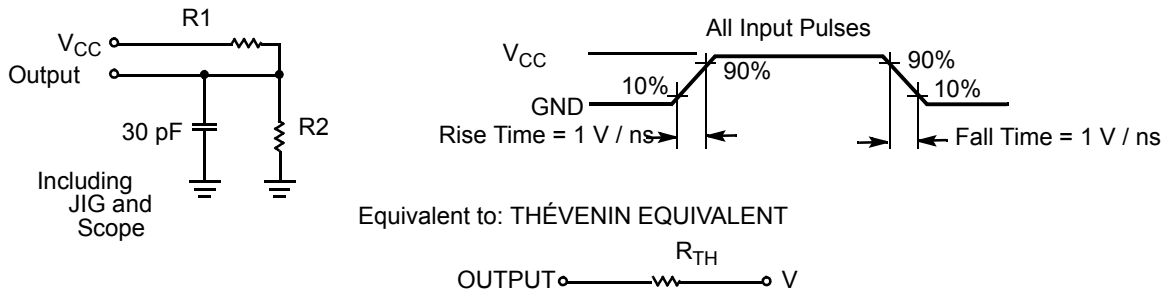 R1
VCC
Output
30 pF
R2
Including
JIG and
Scope
All Input Pulses
VCC
GND
10%
90%
90%
10%
Rise Time = 1 V / ns
Fall Time = 1 V / ns
Equivalent to: THÉVENIN EQUIVALENT
RTH
OUTPUT
V